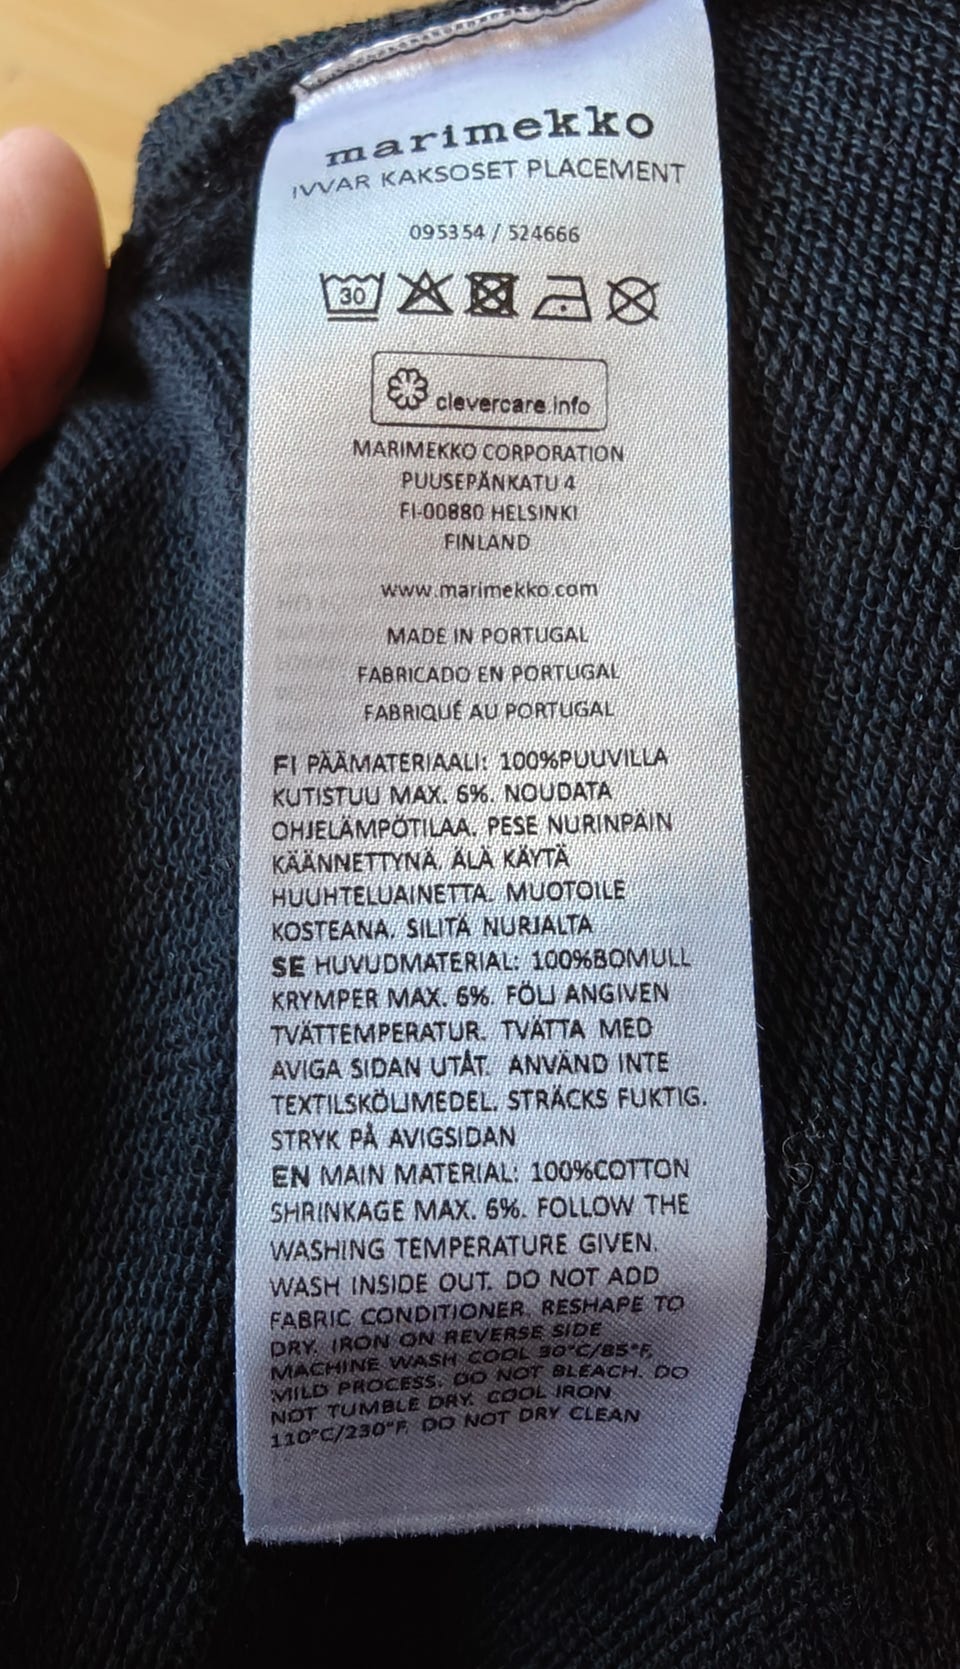 marimekko
IVVAR KAKSOSET PLACEMENT
095354 / 524666
30
clevercare.info
MARIMEKKO CORPORATION
PUUSEPÄNKATU 4
FI-00880 HELSINKI
FINLAND
www.marimekko.com
MADE IN PORTUGAL
FABRICADO EN PORTUGAL
FABRIQUÉ AU PORTUGAL
FI PÄÄMATERIAALI: 100%PUUVILLA
KUTISTUU MAX. 6%. NOUDATA
OHJELÄMPÖTILAA. PESE NURINPÄIN
KÄÄNNETTYNÄ. ÄLÄ KÄYTÄ
HUUHTELUAINETTA. MUOTOILE
KOSTEANA. SILITÄ NURJALTA
SE HUVUDMATERIAL: 100%BOMULL
KRYMPER MAX. 6%. FÖLJ ANGIVEN
TVÄTTEMPERATUR. TVÄTTA MED
AVIGA SIDAN UTÅT. ANVÄND INTE
TEXTILSKÖLJMEDEL. STRÄCKS FUKTIG.
STRYK PÅ AVIGSIDAN
EN MAIN MATERIAL: 100%COTTON
SHRINKAGE MAX. 6%. FOLLOW THE
WASHING TEMPERATURE GIVEN.
WASH INSIDE OUT. DO NOT ADD
FABRIC CONDITIONER. RESHAPE TO
DRY. IRON ON REVERSE SIDE
MACHINE WASH COOL 30°C/85°F,
MILD PROCESS. DO NOT BLEACH. DO
NOT TUMBLE DRY. COOL IRON
110°C/230°F. DO NOT DRY CLEAN